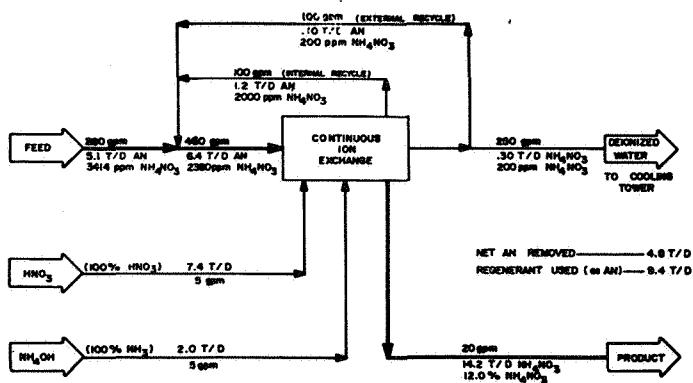 100 gpm (EXTERNAL RECYCLE)
.10 T/D AN
200 ppm NH4NO3
100 gpm (INTERNAL RECYCLE)
1.2 T/D AN
2000 ppm NH4NO3
FEED
gpm
5.1 T/D AN
3414 ppm NH4NO3
gpm
6.4 T/D AN
2380 ppm NH4NO3
CONTINUOUS
ION
EXCHANGE
gpm
.30 T/D NH4NO3
200 ppm NH4NO3
DEIONIZED
WATER
TO COOLING
TOWER
HNO3
(100% HNO3) 7.4 T/D
5 gpm
NET AN REMOVED 4.8 T/D
REGENERANT USED (as AN) 9.4 T/D
NH4OH
(100% NH3) 2.0 T/D
5 gpm
20 gpm
14.2 T/D NH4NO3
12.0 % NH4NO3
PRODUCT